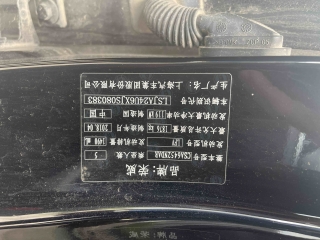 品牌:荣威
整车型号 CSA6452NDAB 乘坐人数 5
发动机型号 发动机排量 mL
最大允许总质量 1876 kg 制造年月 2018.04
发动机最大净功率 119 kW 制造国 中国
车辆识别代号 LSJA24U6XJS080383
生产厂名:上海汽车集团股份有限公司